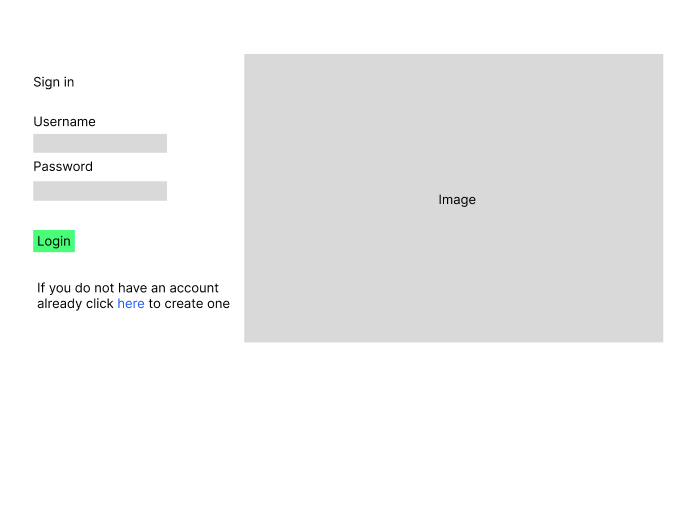 Sign in
Username
Password
Login
If you do not have an account
already click here to create one
Image